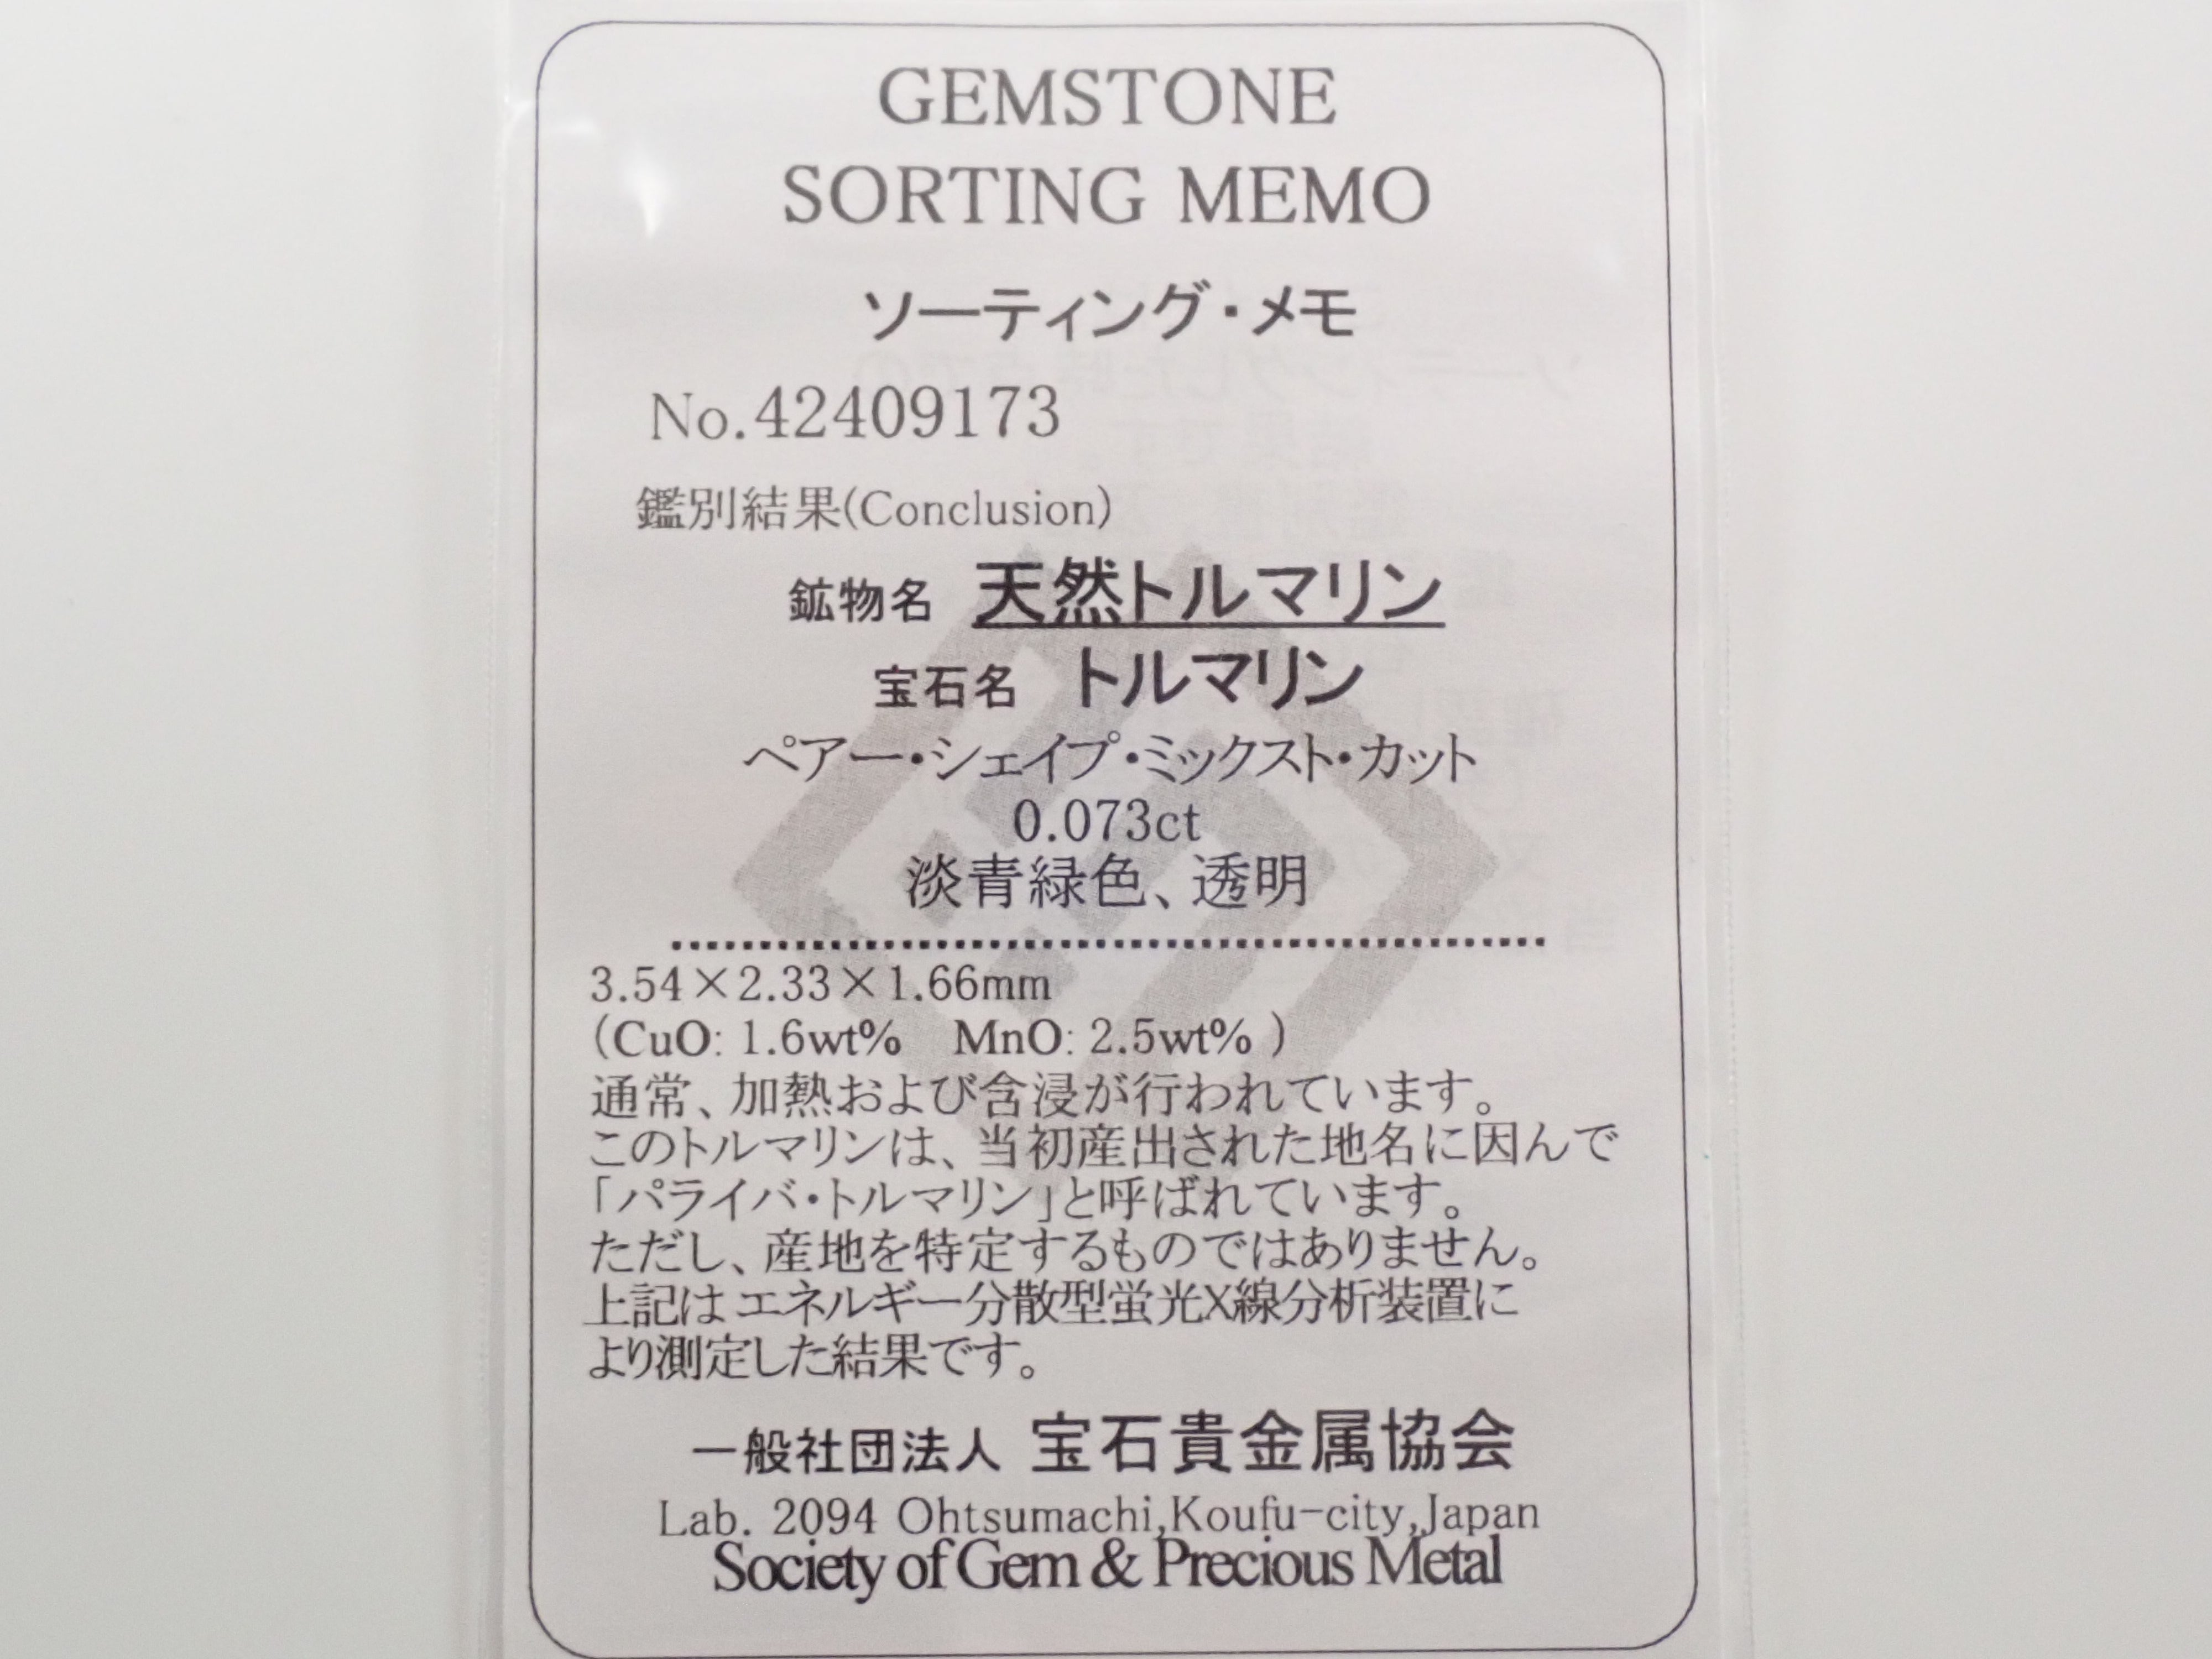 GEMSTONE
SORTING MEMO
ソーティング・メモ
No.42409173
鑑別結果(Conclusion)
鉱物名 天然トルマリン
宝石名 トルマリン
ペアー・シェイプ・ミックスト・カット
0.073ct
淡青緑色、透明
3.54×2.33×1.66mm
(CuO: 1.6wt% MnO: 2.5wt% )
通常、加熱および含浸が行われています。
このトルマリンは、当初産出された地名に因んで
「パライバ・トルマリン」と呼ばれています。
ただし、産地を特定するものではありません。
上記は エネルギー分散型蛍光X線分析装置に
より測定した結果です。
一般社団法人 宝石貴金属協会
Lab. 2094 Ohtsumachi,Koufu-city,Japan
Society of Gem & Precious Metal